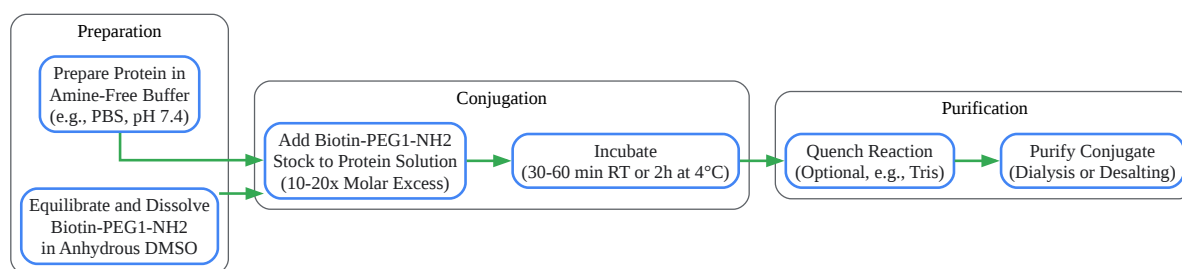 Preparation
Prepare Protein in
Amine-Free Buffer
(e.g., PBS, pH 7.4)
Equilibrate and Dissolve
Biotin-PEG1-NH2
in Anhydrous DMSO
Conjugation
Add Biotin-PEG1-NH2
Stock to Protein Solution
(10-20x Molar Excess)
Incubate
(30-60 min RT or 2h at 4°C)
Purification
Quench Reaction
(Optional, e.g., Tris)
Purify Conjugate
(Dialysis or Desalting)